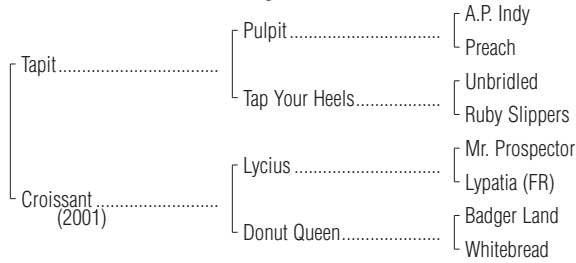 A.P. Indy
Pulpit
Preach
Tapit
Unbridled
Tap Your Heels
Ruby Slippers
Mr. Prospector
Lycius
Lypatia (FR)
Croissant
(2001)
Badger Land
Donut Queen
Whitebread